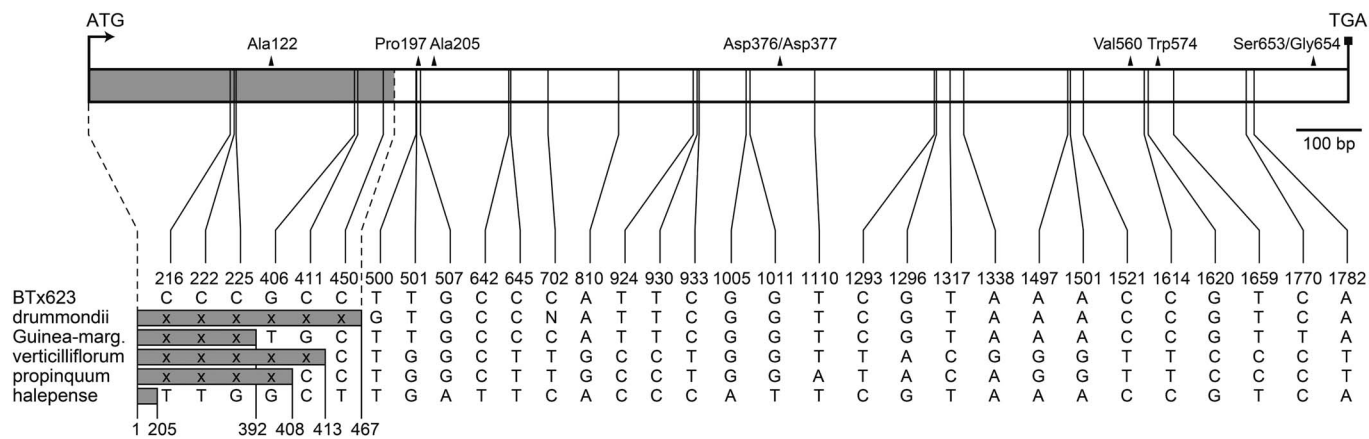 ATG TGA
Ala122 Pro197 Ala205 Asp376/Asp377 Val560 Trp574 Ser653/Gly654
100 bp
216 222 225 406 411 450 500 501 507 642 645 702 810 924 930 933 1005 1011 1110 1293 1296 1317 1338 1497 1501 1521 1614 1620 1659 1770 1782
BTx623 C C C G C C T T G C C C A T T C G G T C G T A A A C C G T C A
drummondii x x x x x x G T G C C N A T T C G G T C G T A A A C C G T C A
Guinea-marg. x x x T G C T T G C C C A T T C G G T C G T A A A C C G T T A
verticilliflorum x x x x x C T G G C T T G C C T G G T T A C G G G T T C C C T
propinquum x x x x C C T G G C T T G C C T G G A T A C A G G T T C C C T
halepense T T G G C T T G A T T C A C C C A T T C G T A A A C C G T C A
1 205 392 408 413 467